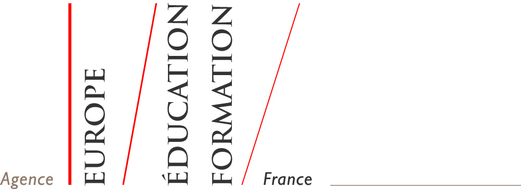 Agence
EUROPE
ÉDUCATION
FORMATION
France